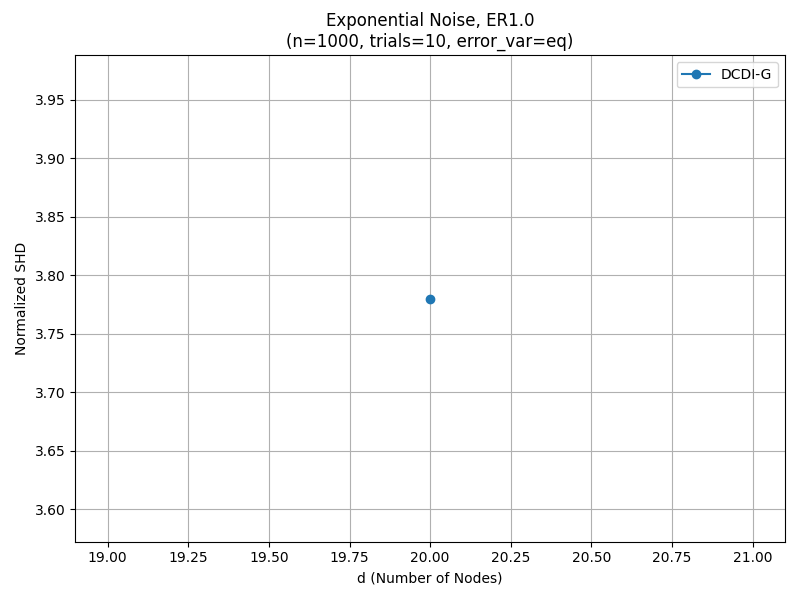 Exponential Noise, ER1.0
(n=1000, trials=10, error_var=eq)
DCDI-G
3.95
3.90
3.85
3.80
3.75
3.70
3.65
3.60
Normalized SHD
19.00 19.25 19.50 19.75 20.00 20.25 20.50 20.75 21.00
d (Number of Nodes)